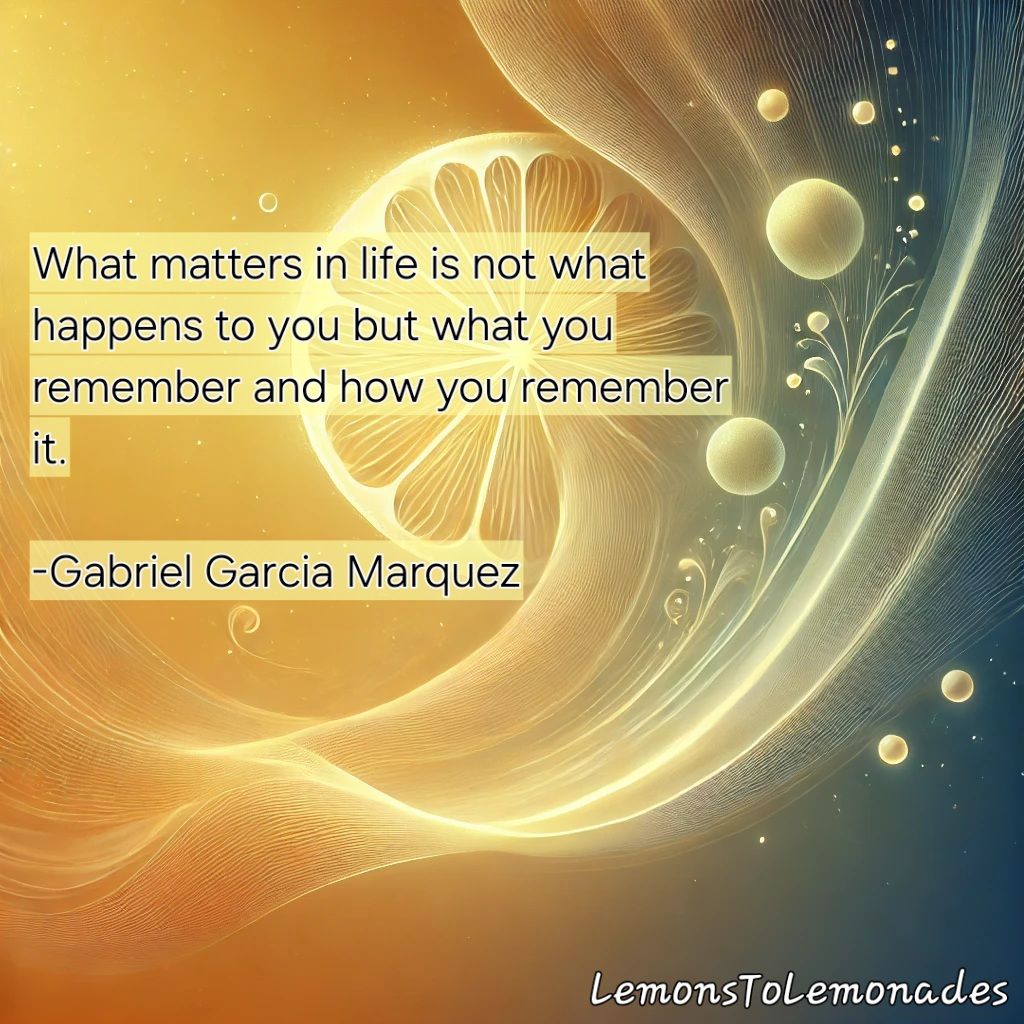 What matters in life is not what
happens to you but what you
remember and how you remember
it.
-Gabriel Garcia Marquez
LemonsToLemonades